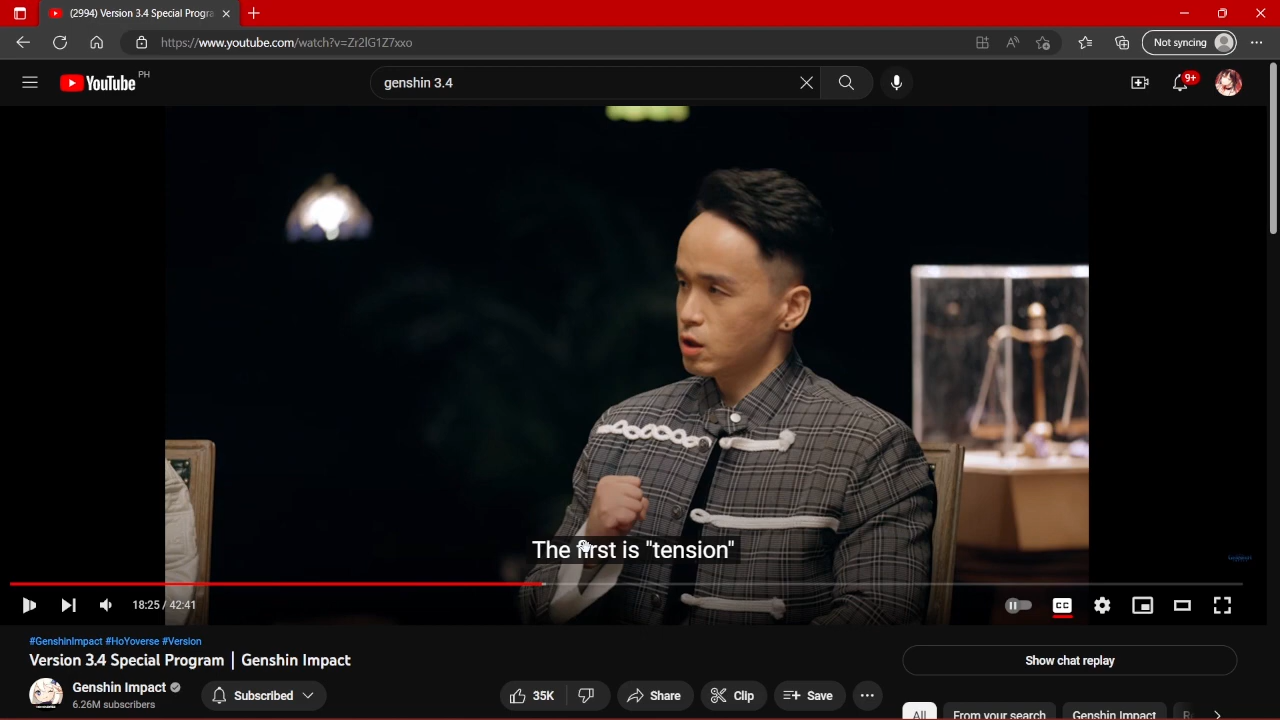 (2994) Version 3.4 Special Progra
https://www.youtube.com/watch?v=Zr2lG1Z7xxo
Not syncing
YouTube PH
genshin 3.4
9+
The first is "tension"
18:25 / 42:41
CC
#GenshinImpact #HoYoverse #Version
Version 3.4 Special Program | Genshin Impact
Show chat replay
Genshin Impact
6.26M subscribers
Subscribed
35K
Share
Clip
Save
All
From your search
Genshin Impact